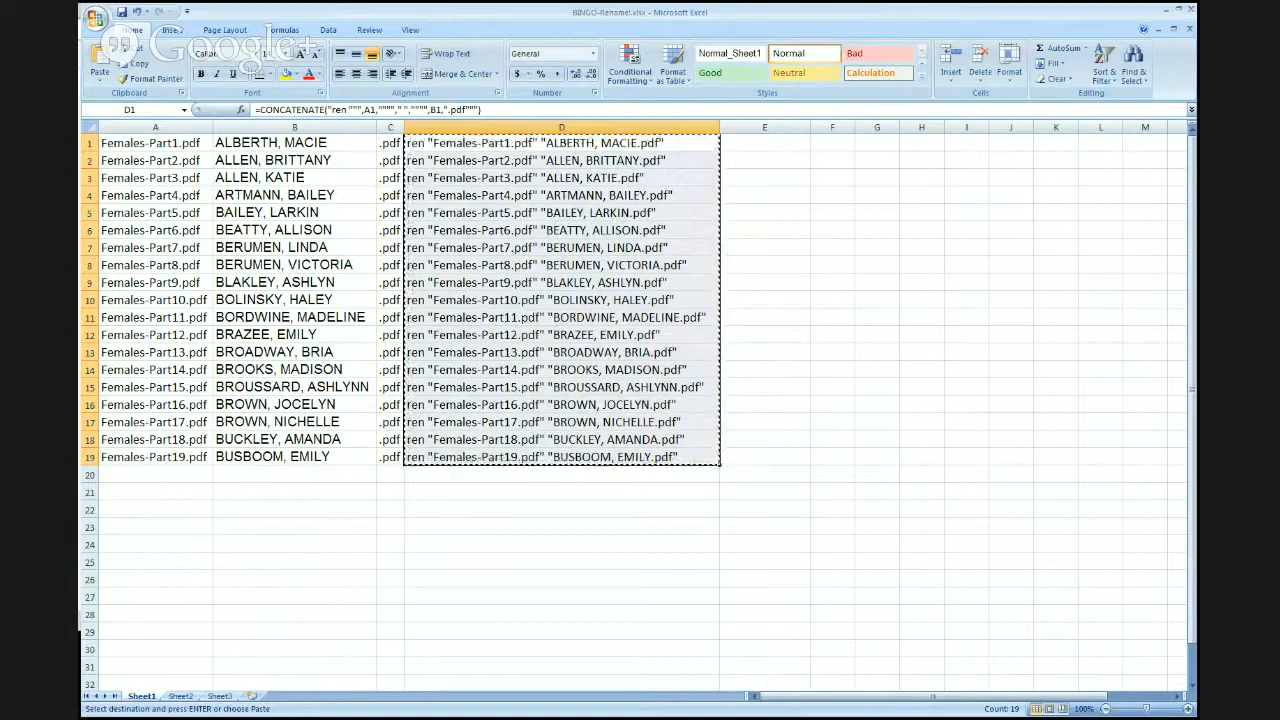 BINGO-Rename!.xlsx - Microsoft Excel
Google+
Home Insert Page Layout Formulas Data Review View
Paste Cut Copy Format Painter Clipboard
Calibri A A B I U A Font
Wrap Text Merge & Center Alignment
General $ % , Number
Conditional Formatting Format as Table
Normal_Sheet1 Normal Bad
Good Neutral Calculation
Styles
Insert Delete Format Cells
Σ AutoSum Fill Clear Sort & Filter Find & Select Editing
D1 fx =CONCATENATE("ren """,A1,""""," ","""",B1,".pdf""")
A B C D E F G H I J K L M
1 Females-Part1.pdf ALBERTH, MACIE .pdf ren "Females-Part1.pdf" "ALBERTH, MACIE.pdf"
2 Females-Part2.pdf ALLEN, BRITTANY .pdf ren "Females-Part2.pdf" "ALLEN, BRITTANY.pdf"
3 Females-Part3.pdf ALLEN, KATIE .pdf ren "Females-Part3.pdf" "ALLEN, KATIE.pdf"
4 Females-Part4.pdf ARTMANN, BAILEY .pdf ren "Females-Part4.pdf" "ARTMANN, BAILEY.pdf"
5 Females-Part5.pdf BAILEY, LARKIN .pdf ren "Females-Part5.pdf" "BAILEY, LARKIN.pdf"
6 Females-Part6.pdf BEATTY, ALLISON .pdf ren "Females-Part6.pdf" "BEATTY, ALLISON.pdf"
7 Females-Part7.pdf BERUMEN, LINDA .pdf ren "Females-Part7.pdf" "BERUMEN, LINDA.pdf"
8 Females-Part8.pdf BERUMEN, VICTORIA .pdf ren "Females-Part8.pdf" "BERUMEN, VICTORIA.pdf"
9 Females-Part9.pdf BLAKLEY, ASHLYN .pdf ren "Females-Part9.pdf" "BLAKLEY, ASHLYN.pdf"
10 Females-Part10.pdf BOLINSKY, HALEY .pdf ren "Females-Part10.pdf" "BOLINSKY, HALEY.pdf"
11 Females-Part11.pdf BORDWINE, MADELINE .pdf ren "Females-Part11.pdf" "BORDWINE, MADELINE.pdf"
12 Females-Part12.pdf BRAZEE, EMILY .pdf ren "Females-Part12.pdf" "BRAZEE, EMILY.pdf"
13 Females-Part13.pdf BROADWAY, BRIA .pdf ren "Females-Part13.pdf" "BROADWAY, BRIA.pdf"
14 Females-Part14.pdf BROOKS, MADISON .pdf ren "Females-Part14.pdf" "BROOKS, MADISON.pdf"
15 Females-Part15.pdf BROUSSARD, ASHLYNN .pdf ren "Females-Part15.pdf" "BROUSSARD, ASHLYNN.pdf"
16 Females-Part16.pdf BROWN, JOCELYN .pdf ren "Females-Part16.pdf" "BROWN, JOCELYN.pdf"
17 Females-Part17.pdf BROWN, NICHELLE .pdf ren "Females-Part17.pdf" "BROWN, NICHELLE.pdf"
18 Females-Part18.pdf BUCKLEY, AMANDA .pdf ren "Females-Part18.pdf" "BUCKLEY, AMANDA.pdf"
19 Females-Part19.pdf BUSBOOM, EMILY .pdf ren "Females-Part19.pdf" "BUSBOOM, EMILY.pdf"
20
21
22
23
24
25
26
27
28
29
30
31
32
Sheet1 Sheet2 Sheet3
Select destination and press ENTER or choose Paste Count: 19 100%